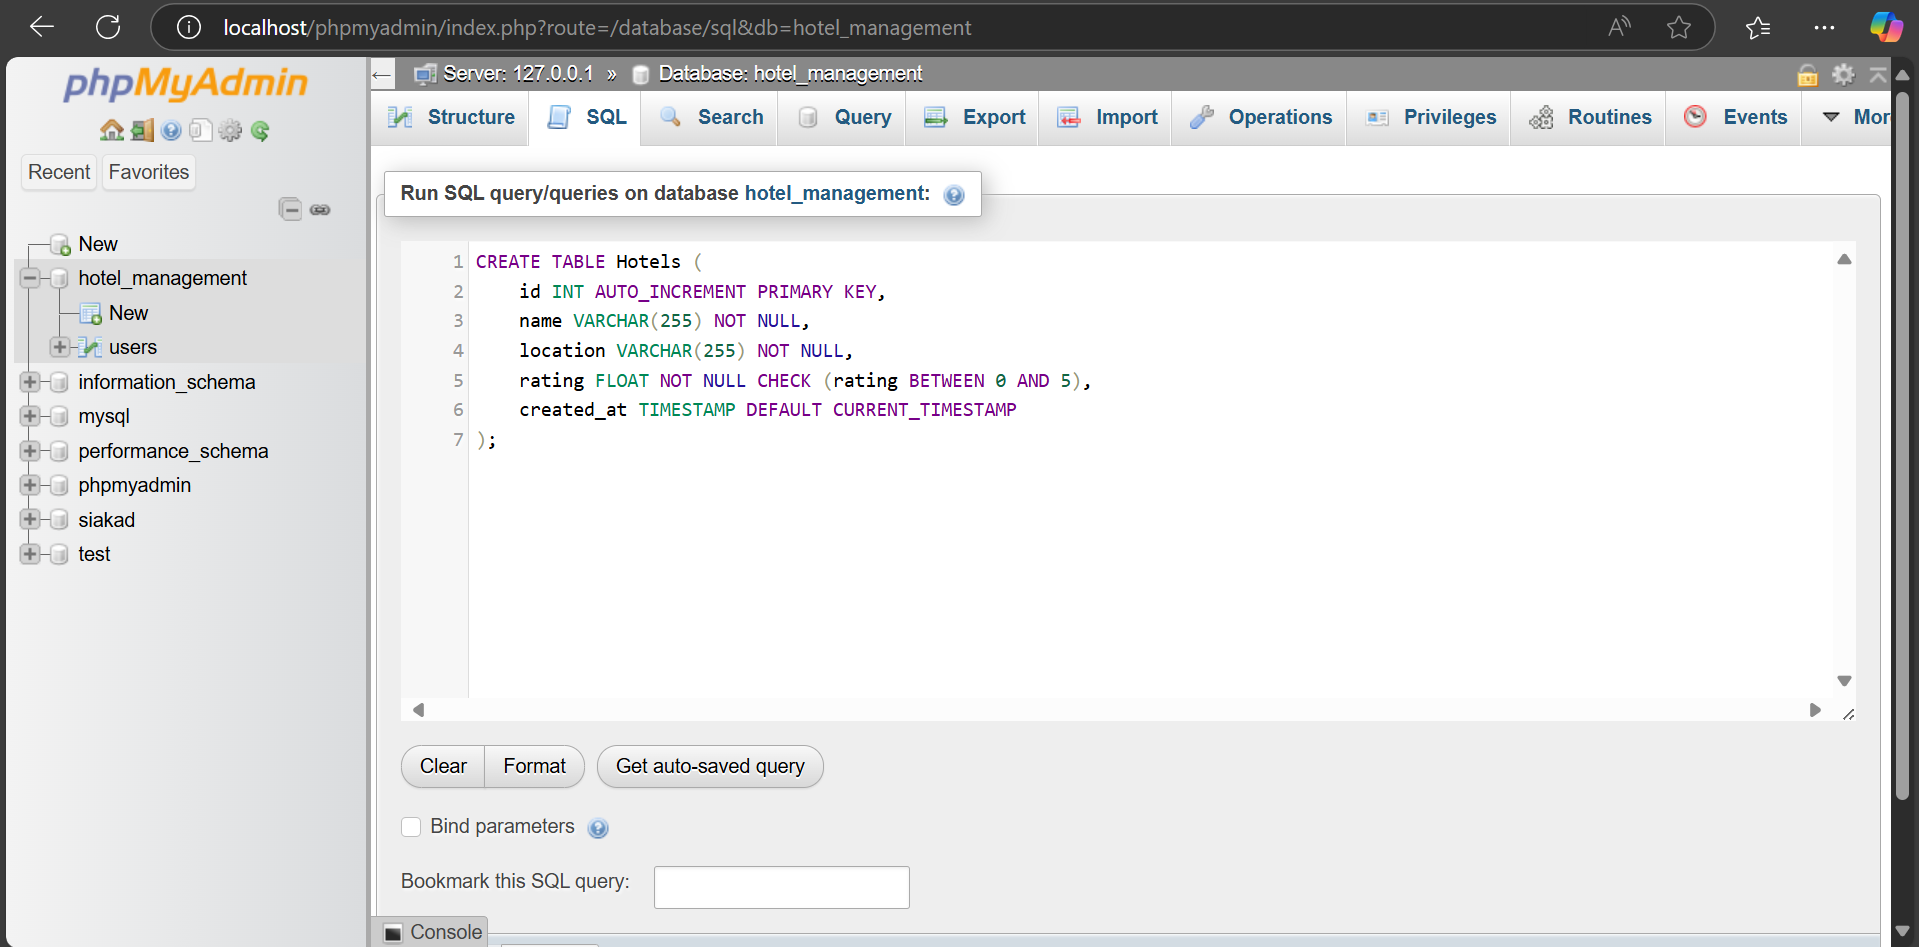 localhost/phpmyadmin/index.php?route=/database/sql&db=hotel_management
phpMyAdmin
Recent
Favorites
New
hotel_management
New
users
information_schema
mysql
performance_schema
phpmyadmin
siakad
test
Server: 127.0.0.1 » Database: hotel_management
Structure
SQL
Search
Query
Export
Import
Operations
Privileges
Routines
Events
Mor
Run SQL query/queries on database hotel_management:
1 CREATE TABLE Hotels (
2 id INT AUTO_INCREMENT PRIMARY KEY,
3 name VARCHAR(255) NOT NULL,
4 location VARCHAR(255) NOT NULL,
5 rating FLOAT NOT NULL CHECK (rating BETWEEN 0 AND 5),
6 created_at TIMESTAMP DEFAULT CURRENT_TIMESTAMP
7 );
Clear
Format
Get auto-saved query
Bind parameters
Bookmark this SQL query:
Console